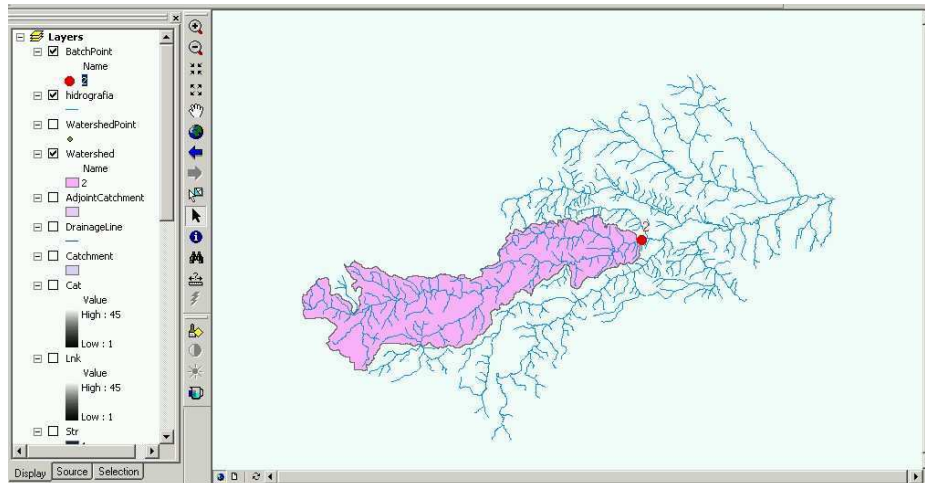 Layers
BatchPoint
Name
2
hidrografia
WatershedPoint
Watershed
Name
2
AdjointCatchment
DrainageLine
Catchment
Cat
Value
High : 45
Low : 1
Lnk
Value
High : 45
Low : 1
Str
Display Source Selection
2